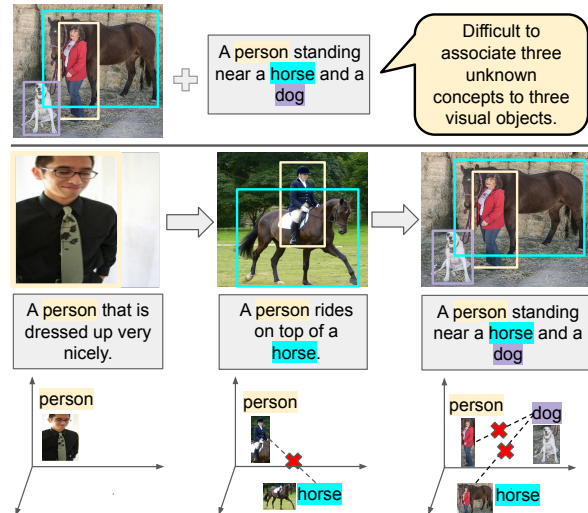 A person standing
near a horse and a
dog
Difficult to
associate three
unknown
concepts to three
visual objects.
A person that is
dressed up very
nicely.
A person rides
on top of a
horse.
A person standing
near a horse and a
dog
person
person
horse
person
dog
horse